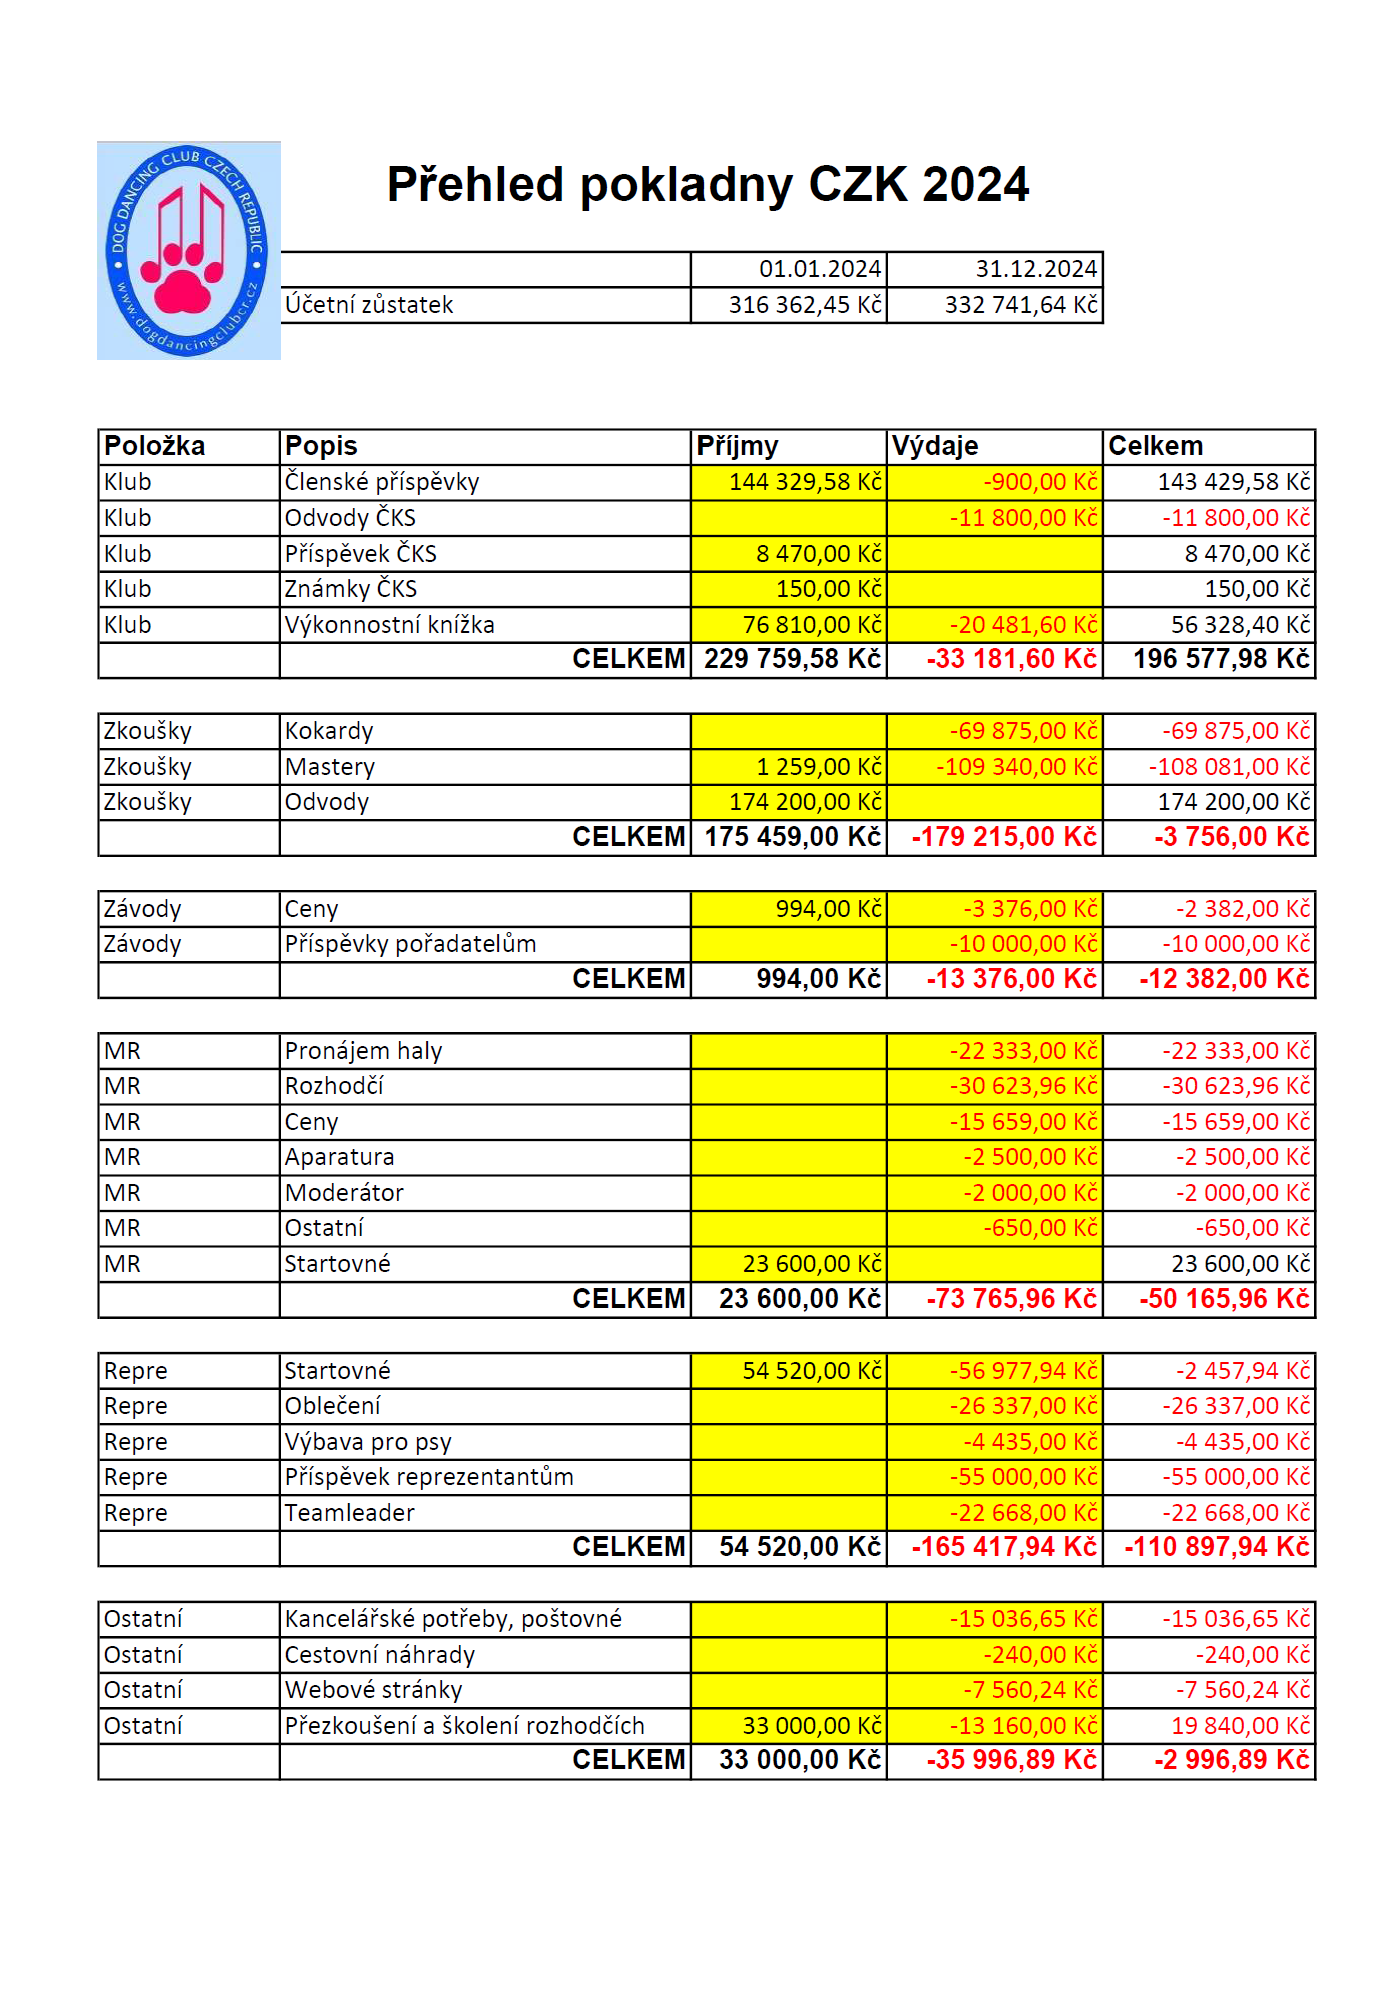 DOG DANCING CLUB CZECH REPUBLIC
www.dogdancingclubcr.cz
Přehled pokladny CZK 2024
01.01.2024 31.12.2024
Účetní zůstatek 316 362,45 Kč 332 741,64 Kč
Položka Popis Příjmy Výdaje Celkem
Klub Členské příspěvky 144 329,58 Kč -900,00 Kč 143 429,58 Kč
Klub Odvody ČKS -11 800,00 Kč -11 800,00 Kč
Klub Příspěvek ČKS 8 470,00 Kč 8 470,00 Kč
Klub Známky ČKS 150,00 Kč 150,00 Kč
Klub Výkonnostní knížka 76 810,00 Kč -20 481,60 Kč 56 328,40 Kč
CELKEM 229 759,58 Kč -33 181,60 Kč 196 577,98 Kč
Zkoušky Kokardy -69 875,00 Kč -69 875,00 Kč
Zkoušky Mastery 1 259,00 Kč -109 340,00 Kč -108 081,00 Kč
Zkoušky Odvody 174 200,00 Kč 174 200,00 Kč
CELKEM 175 459,00 Kč -179 215,00 Kč -3 756,00 Kč
Závody Ceny 994,00 Kč -3 376,00 Kč -2 382,00 Kč
Závody Příspěvky pořadatelům -10 000,00 Kč -10 000,00 Kč
CELKEM 994,00 Kč -13 376,00 Kč -12 382,00 Kč
MR Pronájem haly -22 333,00 Kč -22 333,00 Kč
MR Rozhodčí -30 623,96 Kč -30 623,96 Kč
MR Ceny -15 659,00 Kč -15 659,00 Kč
MR Aparatura -2 500,00 Kč -2 500,00 Kč
MR Moderátor -2 000,00 Kč -2 000,00 Kč
MR Ostatní -650,00 Kč -650,00 Kč
MR Startovné 23 600,00 Kč 23 600,00 Kč
CELKEM 23 600,00 Kč -73 765,96 Kč -50 165,96 Kč
Repre Startovné 54 520,00 Kč -56 977,94 Kč -2 457,94 Kč
Repre Oblečení -26 337,00 Kč -26 337,00 Kč
Repre Výbava pro psy -4 435,00 Kč -4 435,00 Kč
Repre Příspěvek reprezentantům -55 000,00 Kč -55 000,00 Kč
Repre Teamleader -22 668,00 Kč -22 668,00 Kč
CELKEM 54 520,00 Kč -165 417,94 Kč -110 897,94 Kč
Ostatní Kancelářské potřeby, poštovné -15 036,65 Kč -15 036,65 Kč
Ostatní Cestovní náhrady -240,00 Kč -240,00 Kč
Ostatní Webové stránky -7 560,24 Kč -7 560,24 Kč
Ostatní Přezkoušení a školení rozhodčích 33 000,00 Kč -13 160,00 Kč 19 840,00 Kč
CELKEM 33 000,00 Kč -35 996,89 Kč -2 996,89 Kč